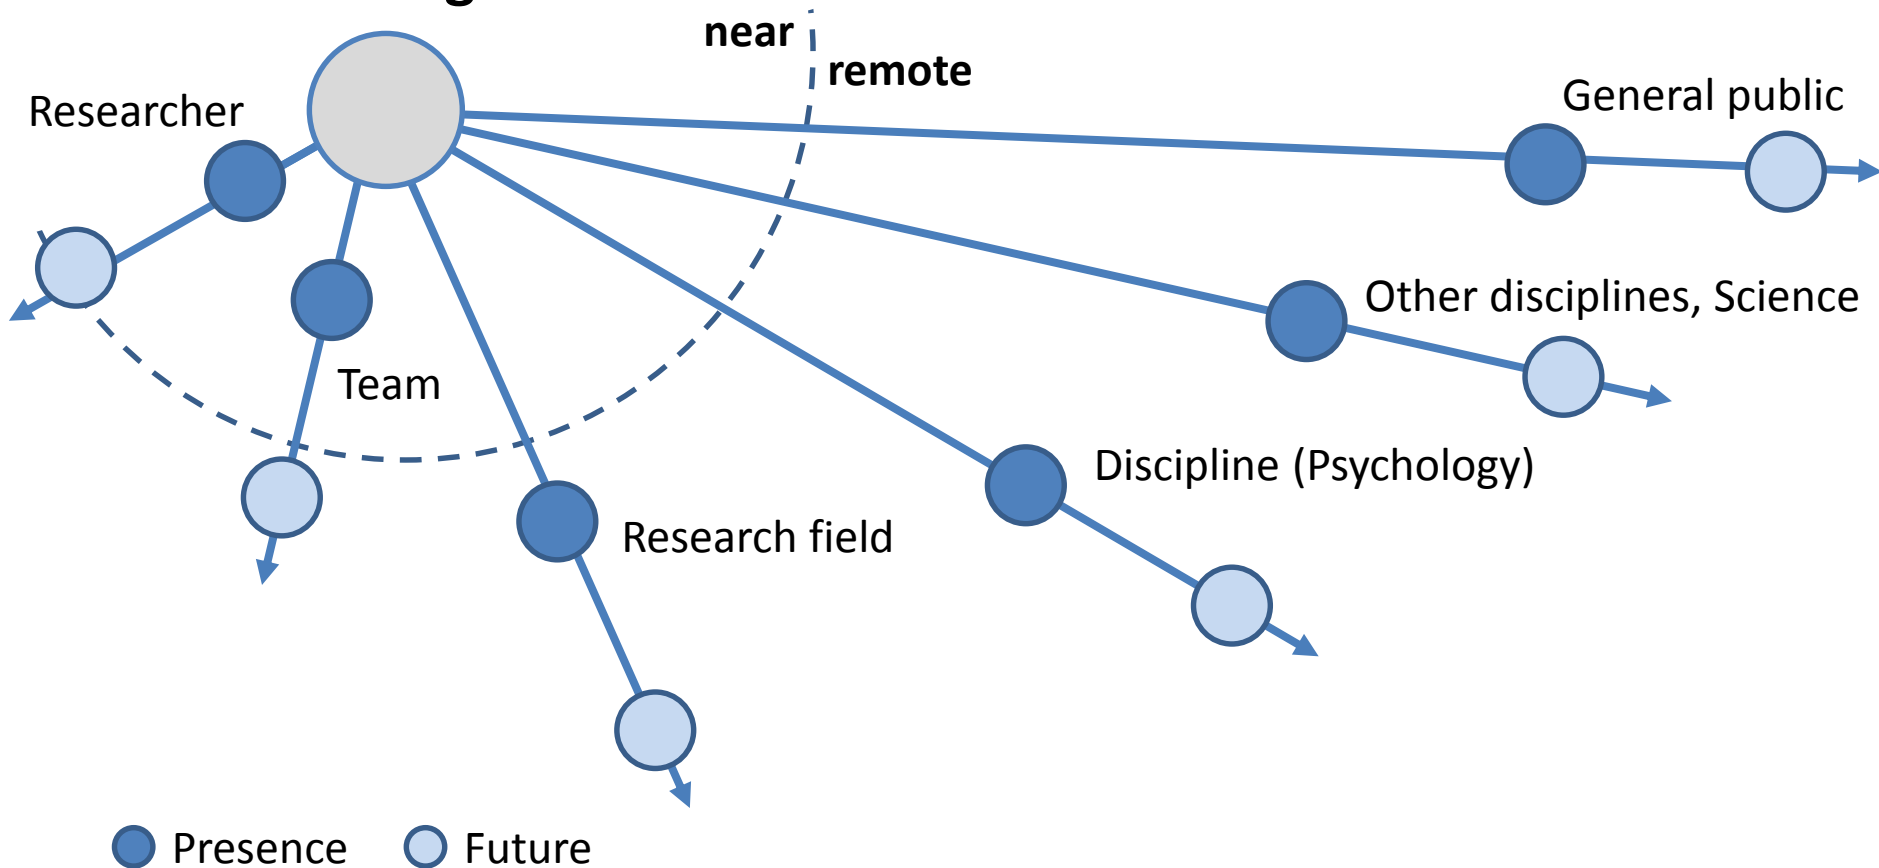 near
remote
General public
Researcher
Other disciplines, Science
Team
Discipline (Psychology)
Research field
Presence
Future